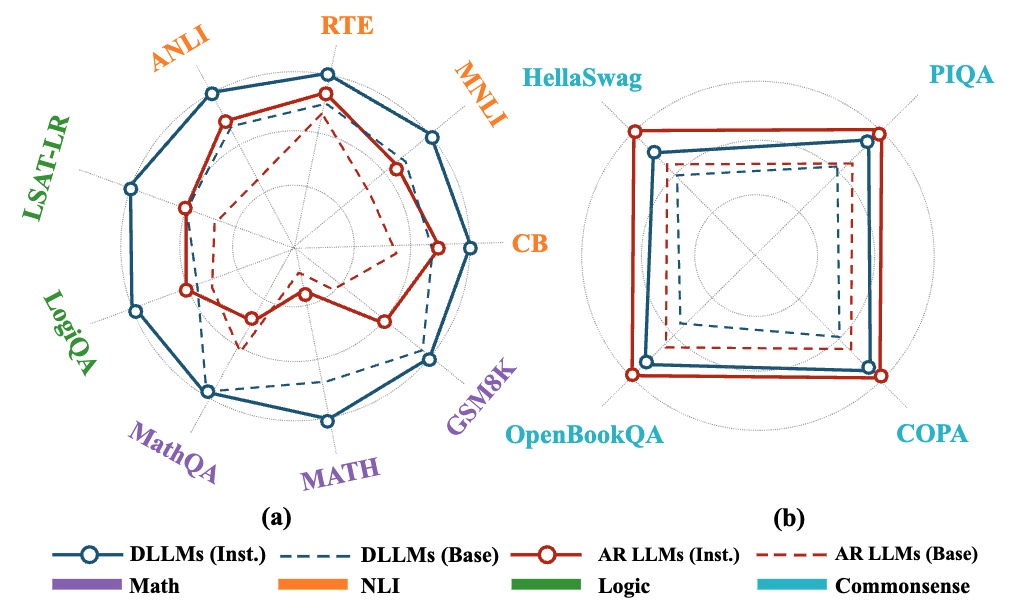 RTE
ANLI
MNLI
LSAT-LR
CB
LogiQA
GSM8K
MathQA
MATH
(a)
HellaSwag
PIQA
OpenBookQA
COPA
(b)
DLLMs (Inst.)
DLLMs (Base)
AR LLMs (Inst.)
AR LLMs (Base)
Math
NLI
Logic
Commonsense